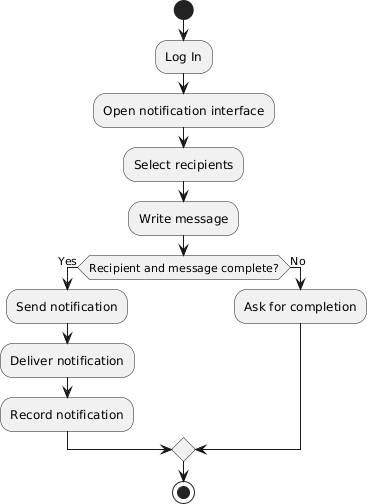 Log In
Open notification interface
Select recipients
Write message
Yes
Recipient and message complete?
No
Send notification
Ask for completion
Deliver notification
Record notification